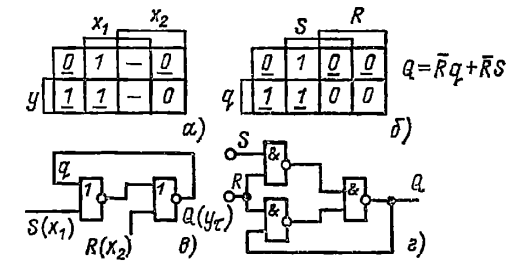 x₁ x₂
0 1 – 0
y 1 1 – 0
а)
S R
0 1 0 0
q 1 1 0 0
б)
Q = R̄q + R̄S
q 1 1
S(x₁) R(x₂) Q(yτ)
в)
S & & Q
R &
г)